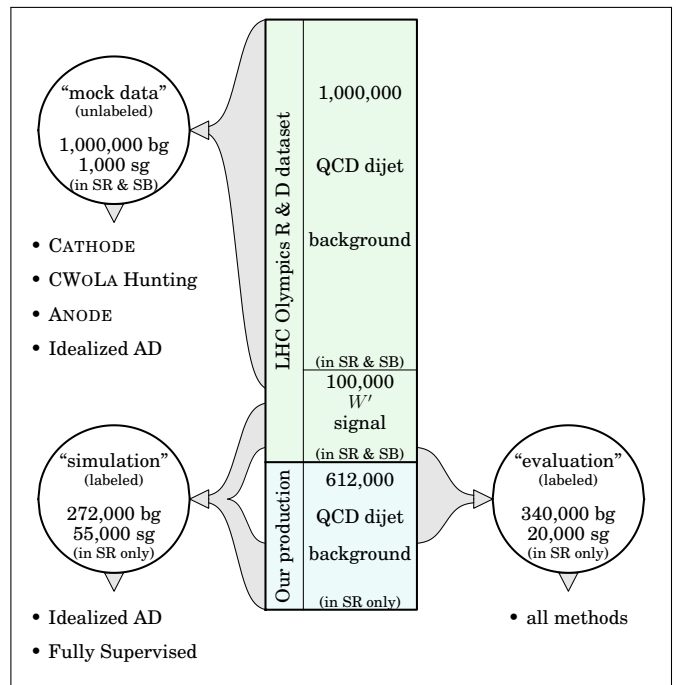 “mock data”
(unlabeled)
1,000,000 bg
1,000 sg
(in SR & SB)
• CATHODE
• CWOLA Hunting
• ANODE
• Idealized AD
LHC Olympics R & D dataset
1,000,000
QCD dijet
background
(in SR & SB)
100,000
W′
signal
(in SR & SB)
Our production
612,000
QCD dijet
background
(in SR only)
“simulation”
(labeled)
272,000 bg
55,000 sg
(in SR only)
• Idealized AD
• Fully Supervised
“evaluation”
(labeled)
340,000 bg
20,000 sg
(in SR only)
• all methods